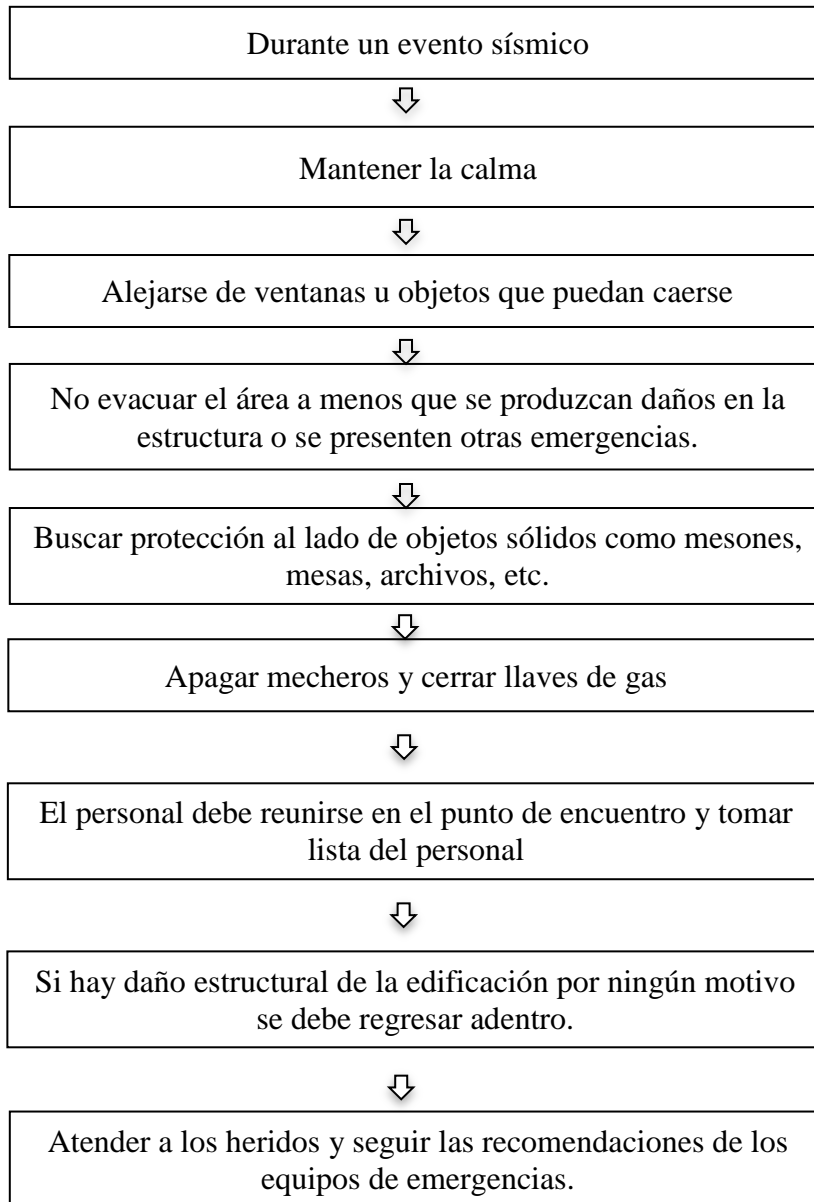 Durante un evento sísmico
Mantener la calma
Alejarse de ventanas u objetos que puedan caerse
No evacuar el área a menos que se produzcan daños en la
estructura o se presenten otras emergencias.
Buscar protección al lado de objetos sólidos como mesones,
mesas, archivos, etc.
Apagar mecheros y cerrar llaves de gas
El personal debe reunirse en el punto de encuentro y tomar
lista del personal
Si hay daño estructural de la edificación por ningún motivo
se debe regresar adentro.
Atender a los heridos y seguir las recomendaciones de los
equipos de emergencias.